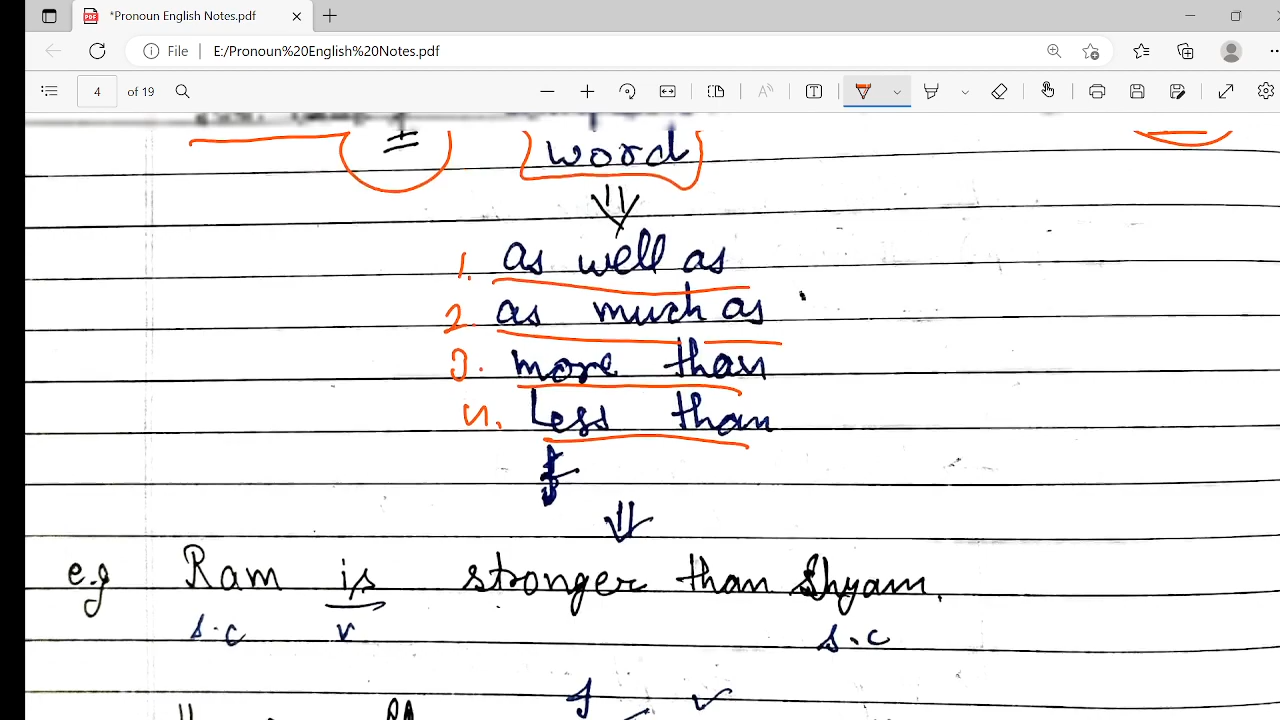 *Pronoun English Notes.pdf
File | E:/Pronoun%20English%20Notes.pdf
4 of 19
word
1. as well as
2. as much as
3. more than
4. Less than
e.g Ram is stronger than Shyam.
s.c v s.c